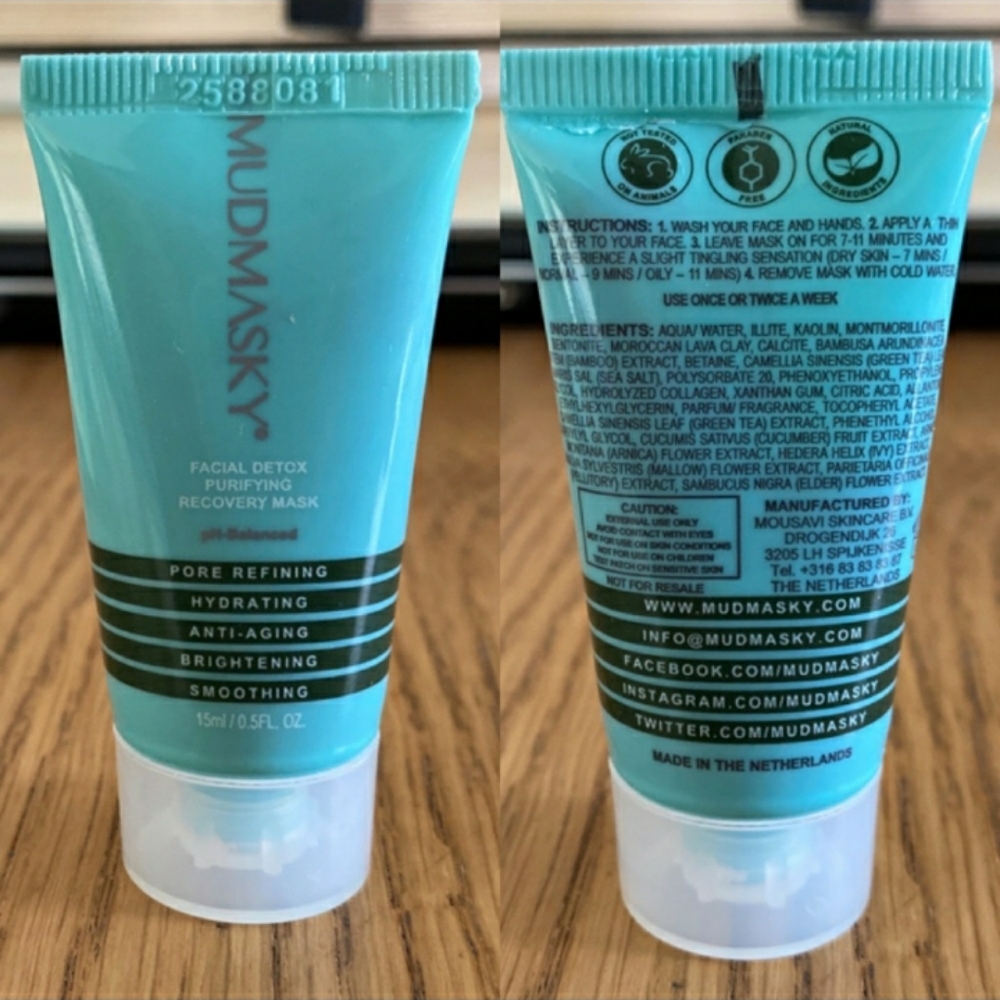 2588081
MUDMASKY®
FACIAL DETOX
PURIFYING
RECOVERY MASK
pH-Balanced
PORE REFINING
HYDRATING
ANTI-AGING
BRIGHTENING
SMOOTHING
15ml / 0.5FL. OZ.
NOT TESTED
ON ANIMALS
PARABEN
FREE
NATURAL
INGREDIENTS
INSTRUCTIONS: 1. WASH YOUR FACE AND HANDS. 2. APPLY A THIN
LAYER TO YOUR FACE. 3. LEAVE MASK ON FOR 7-11 MINUTES AND
EXPERIENCE A SLIGHT TINGLING SENSATION (DRY SKIN – 7 MINS /
NORMAL – 9 MINS / OILY – 11 MINS) 4. REMOVE MASK WITH COLD WATER.
USE ONCE OR TWICE A WEEK
INGREDIENTS: AQUA/ WATER, ILLITE, KAOLIN, MONTMORILLONITE,
BENTONITE, MOROCCAN LAVA CLAY, CALCITE, BAMBUSA
(BAMBOO) EXTRACT, BETAINE, CAMELLIA SINENSIS (GREEN TEA)
SAL (SEA SALT), POLYSORBATE 20, PHENOXYETHANOL,
HYDROLYZED COLLAGEN, XANTHAN GUM, CITRIC ACID,
PARFUM/ FRAGRANCE, TOCOPHERYL ACETATE,
SINENSIS LEAF (GREEN TEA) EXTRACT, PHENETHYL ALCOHOL,
GLYCOL, CUCUMIS SATIVUS (CUCUMBER) FRUIT EXTRACT,
(ARNICA) FLOWER EXTRACT, HEDERA HELIX (IVY) EXTRACT,
SYLVESTRIS (MALLOW) FLOWER EXTRACT, PARIETARIA
EXTRACT, SAMBUCUS NIGRA (ELDER) FLOWER EXTRACT
CAUTION:
EXTERNAL USE ONLY
AVOID CONTACT WITH EYES
NOT FOR USE ON SKIN CONDITIONS
NOT FOR USE ON CHILDREN
TEST PATCH ON SENSITIVE SKIN
NOT FOR RESALE
MANUFACTURED BY:
MOUSAVI SKINCARE B.V.
DROGENDIJK
3205 LH SPIJKENISSE
Tel. +316 83 83 83 87
THE NETHERLANDS
WWW.MUDMASKY.COM
INFO@MUDMASKY.COM
FACEBOOK.COM/MUDMASKY
INSTAGRAM.COM/MUDMASKY
TWITTER.COM/MUDMASKY
MADE IN THE NETHERLANDS